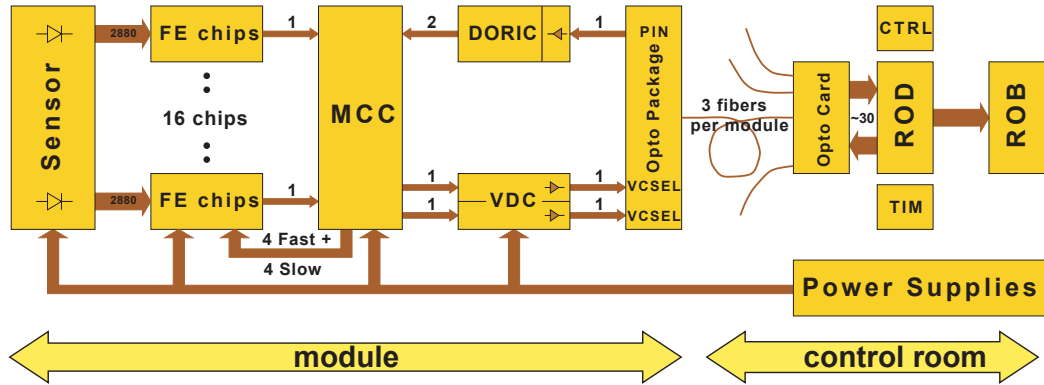 Sensor
2880
FE chips
1
16 chips
2880
FE chips
1
MCC
4 Fast +
4 Slow
2
DORIC
1
1
1
VDC
1
1
PIN
Opto Package
VCSEL
VCSEL
3 fibers
per module
Opto Card
~30
CTRL
ROD
TIM
ROB
Power Supplies
module
control room